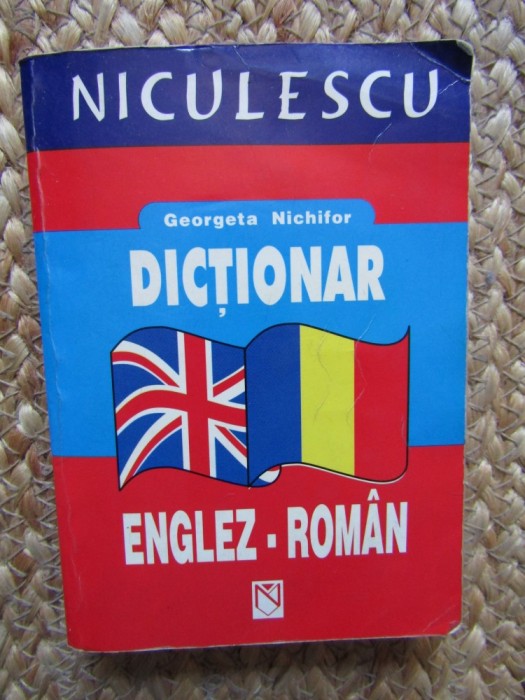 NICULESCU
Georgeta Nichifor
DICȚIONAR
ENGLEZ - ROMÂN